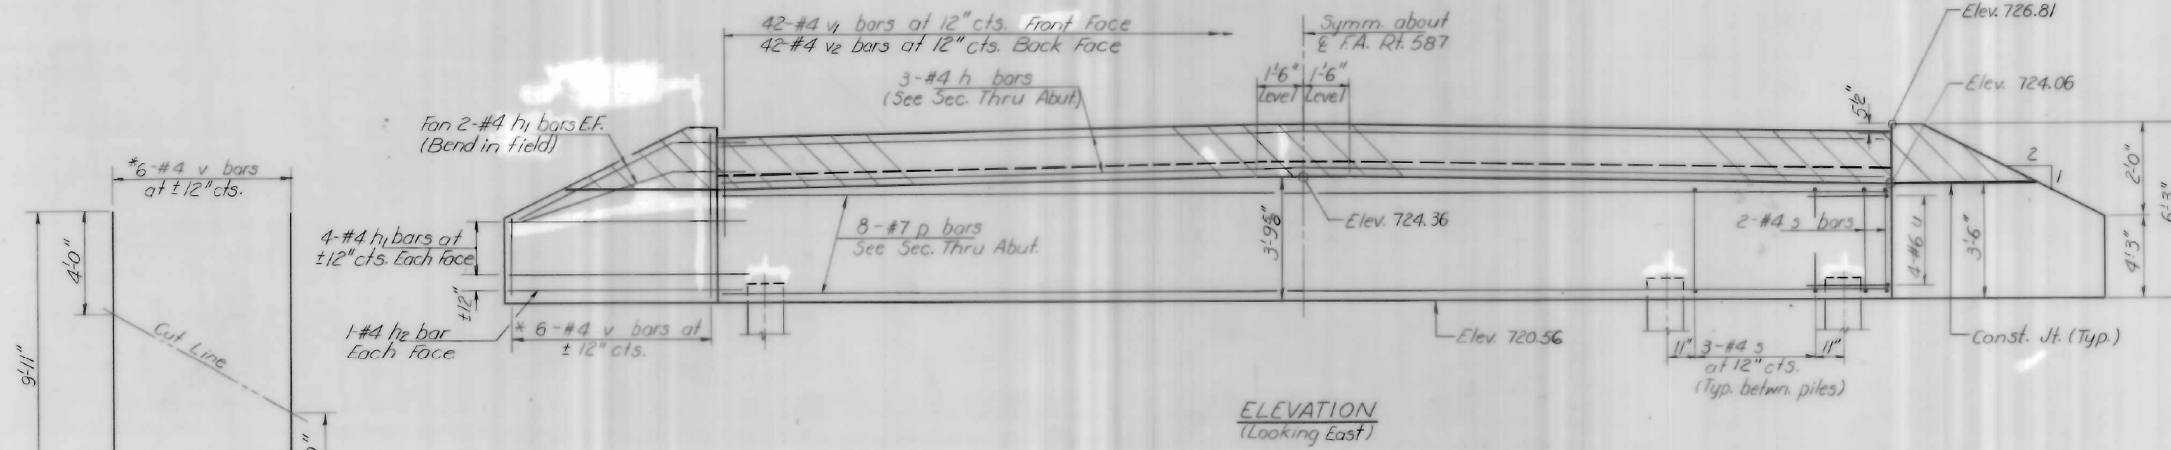 42-#4 v1 bars at 12" cts. Front Face
42-#4 v2 bars at 12" cts. Back Face
Symm. about
℄ F.A. Rt. 587
Elev. 726.81
3-#4 h bars
(See Sec. Thru Abut.)
1'-6" 1'-6"
Level Level
Elev. 724.06
5½"
Fan 2-#4 h1 bars E.F.
(Bend in field)
*6-#4 v bars
at ±12" cts.
2
1
2'-0"
6'-3"
4'-0"
4-#4 h1 bars at
±12" cts. Each Face
8-#7 p bars
See Sec. Thru Abut.
Elev. 724.36
2-#4 s bars
4-#6 u
3'-6"
4'-3"
±12"
Cut Line
9'-11"
1-#4 h2 bar
Each Face
* 6-#4 v bars at
± 12" cts.
Elev. 720.56
11" 3-#4 s 11"
at 12" cts.
(Typ. betwn. piles)
Const. Jt. (Typ.)
ELEVATION
(Looking East)